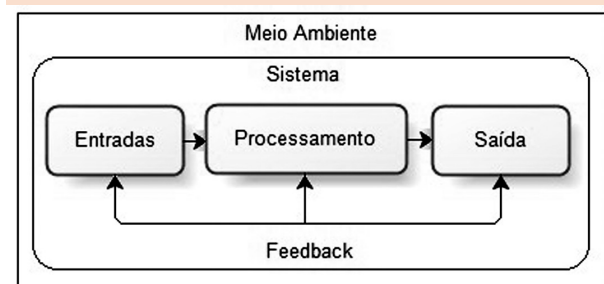 Meio Ambiente
Sistema
Entradas
Processamento
Saída
Feedback